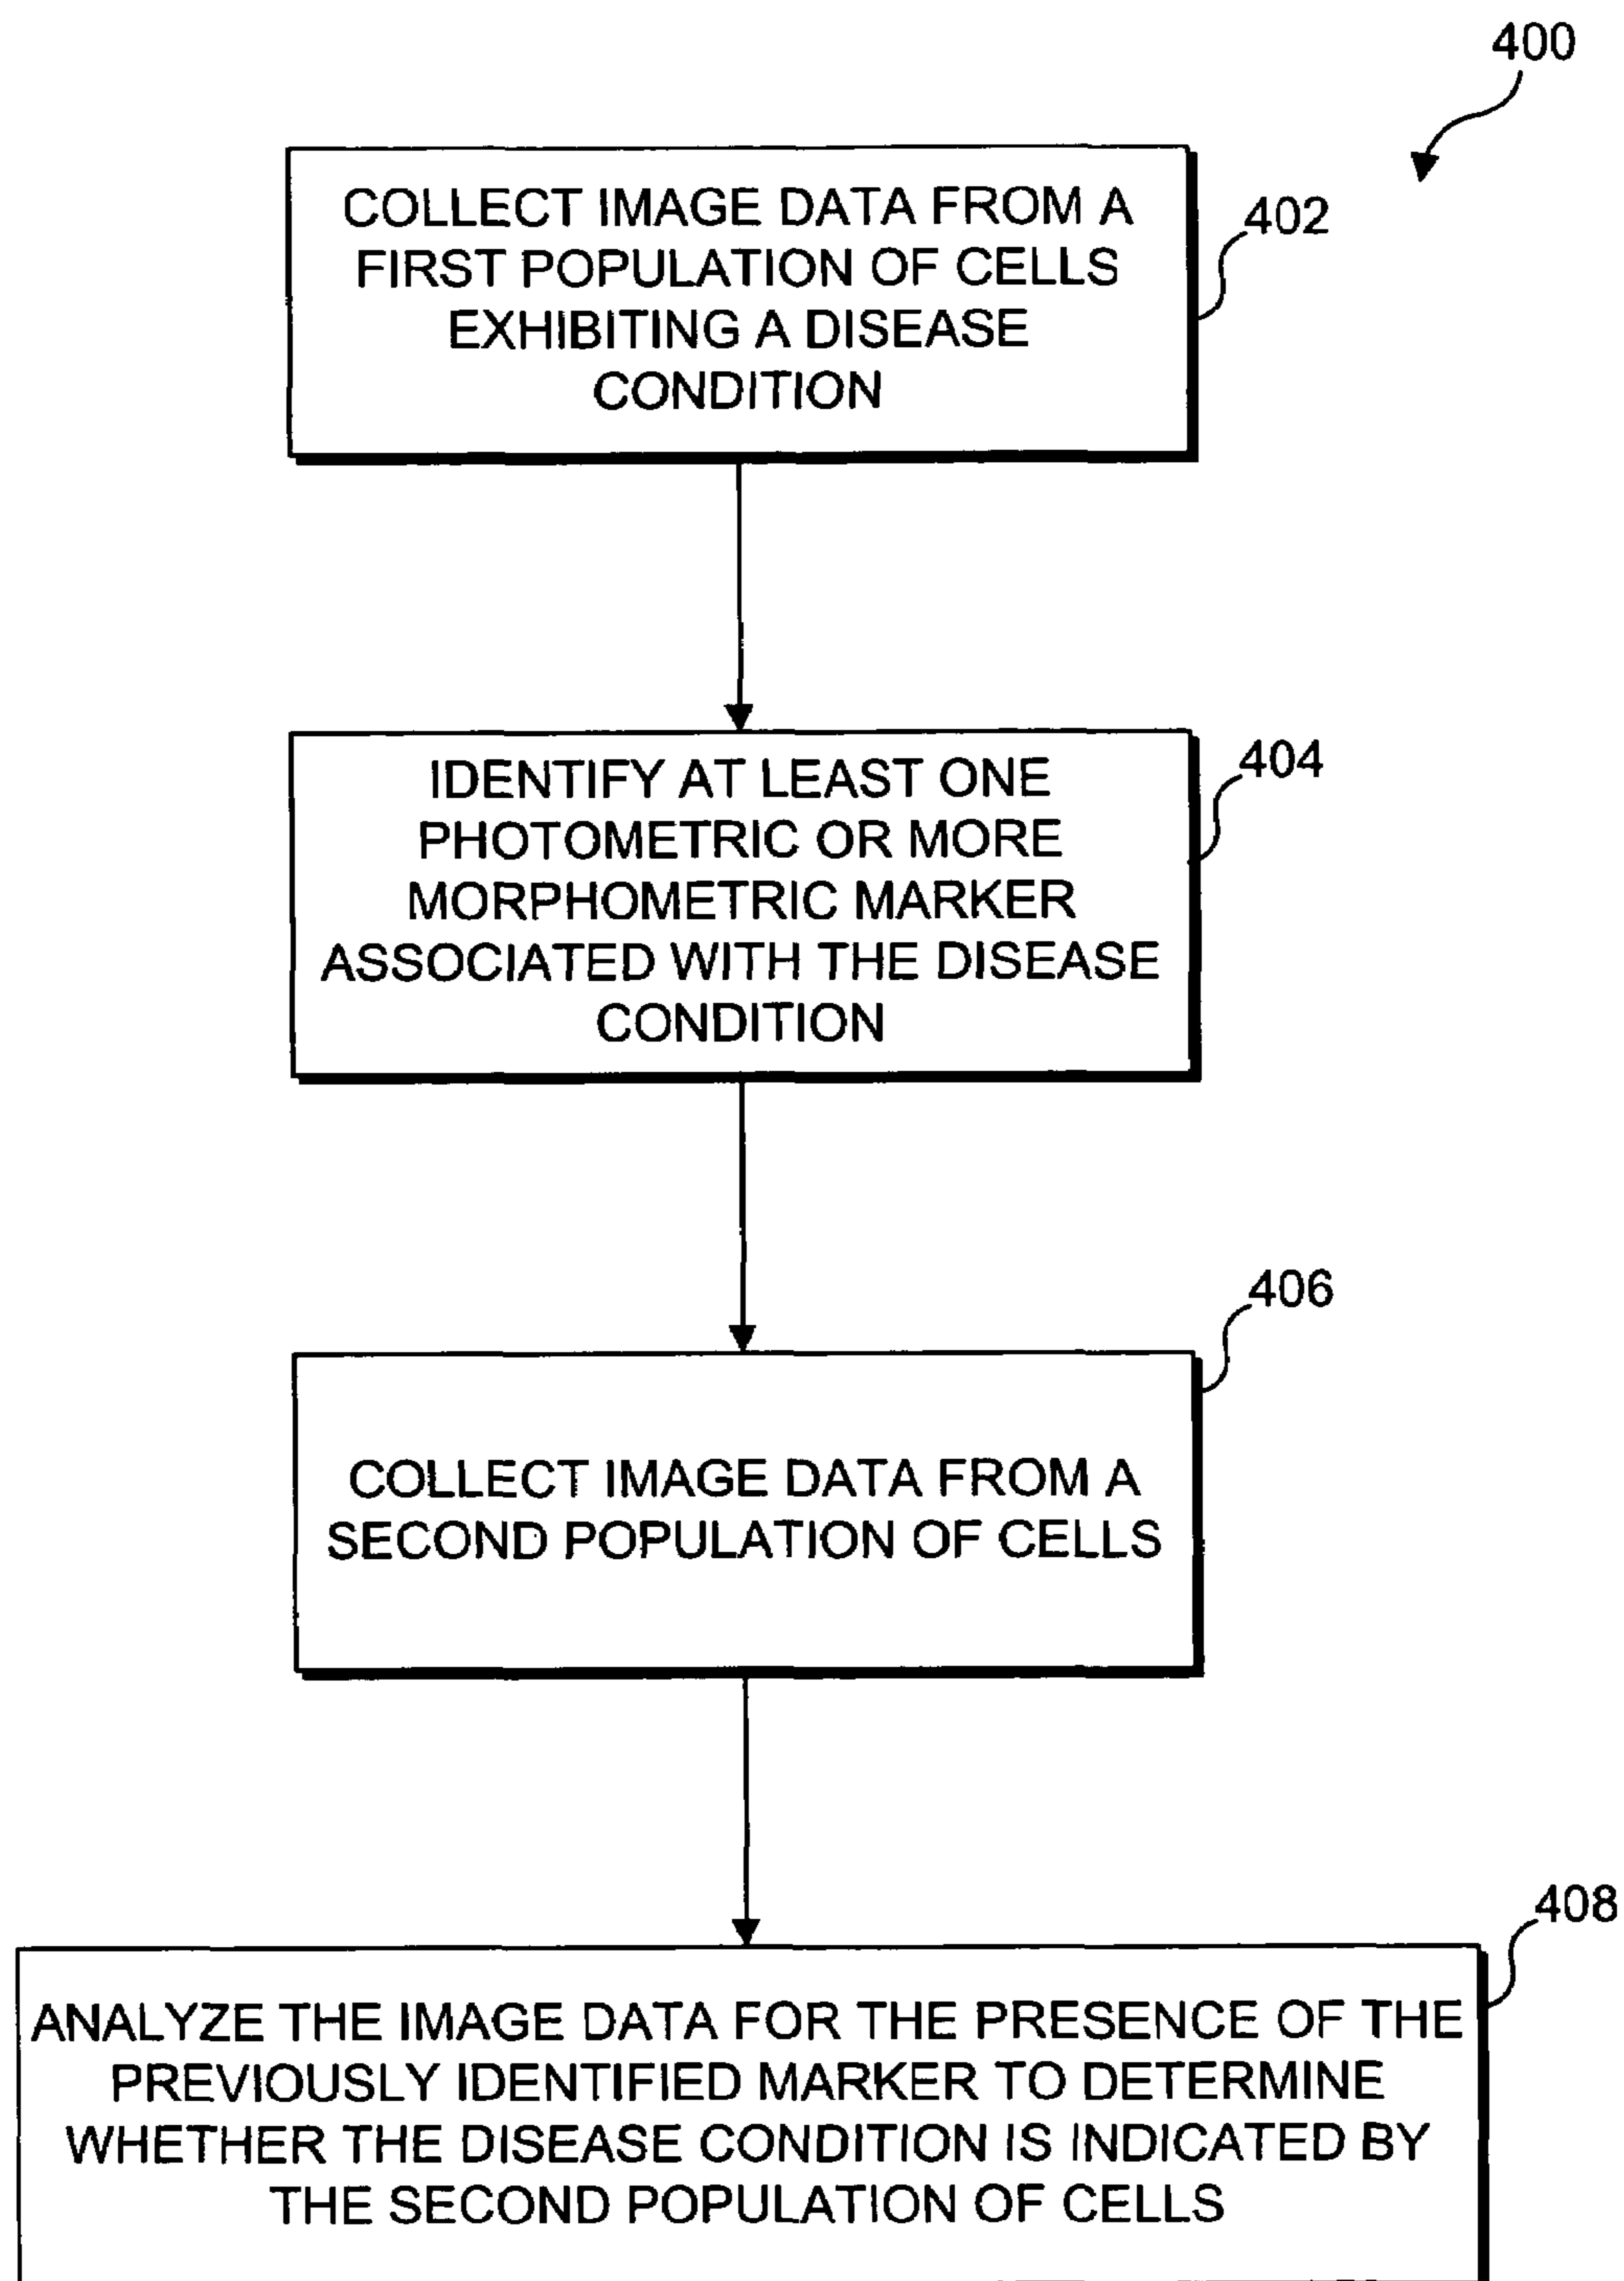 400
COLLECT IMAGE DATA FROM A
FIRST POPULATION OF CELLS
EXHIBITING A DISEASE
CONDITION
402
IDENTIFY AT LEAST ONE
PHOTOMETRIC OR MORE
MORPHOMETRIC MARKER
ASSOCIATED WITH THE DISEASE
CONDITION
404
COLLECT IMAGE DATA FROM A
SECOND POPULATION OF CELLS
406
ANALYZE THE IMAGE DATA FOR THE PRESENCE OF THE
PREVIOUSLY IDENTIFIED MARKER TO DETERMINE
WHETHER THE DISEASE CONDITION IS INDICATED BY
THE SECOND POPULATION OF CELLS
408